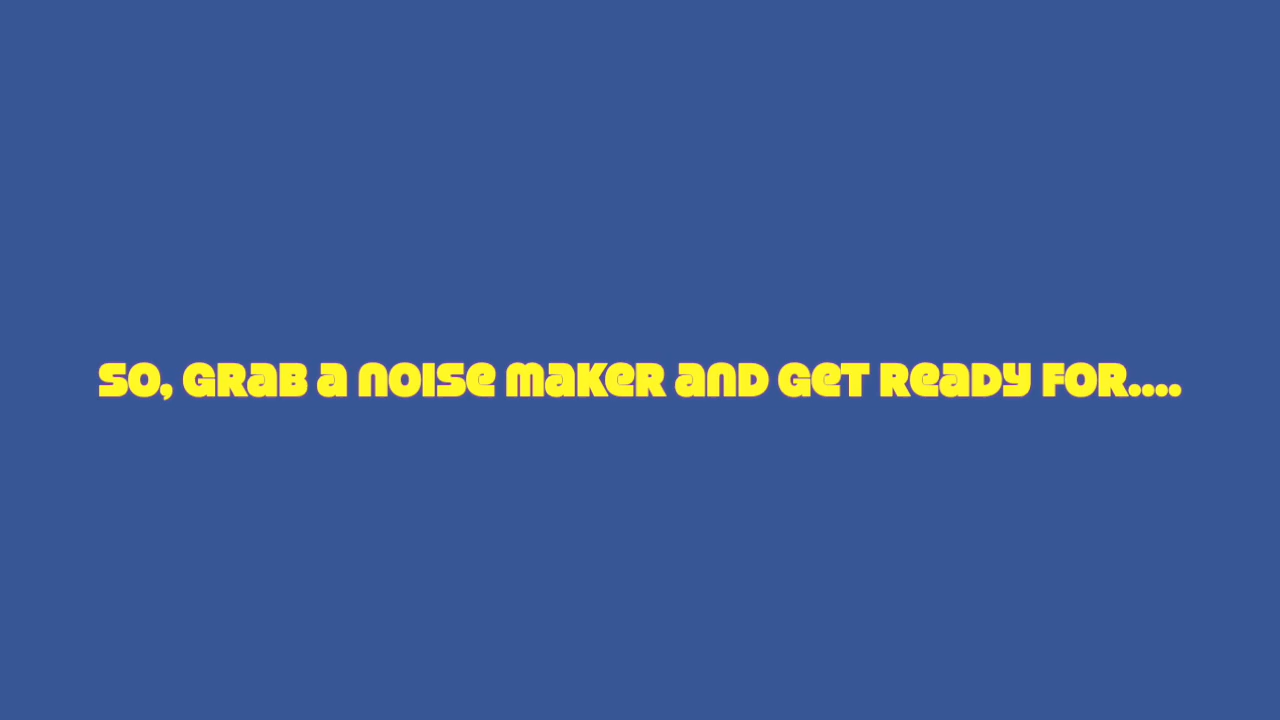 So, Grab a noise maker and get ready for....